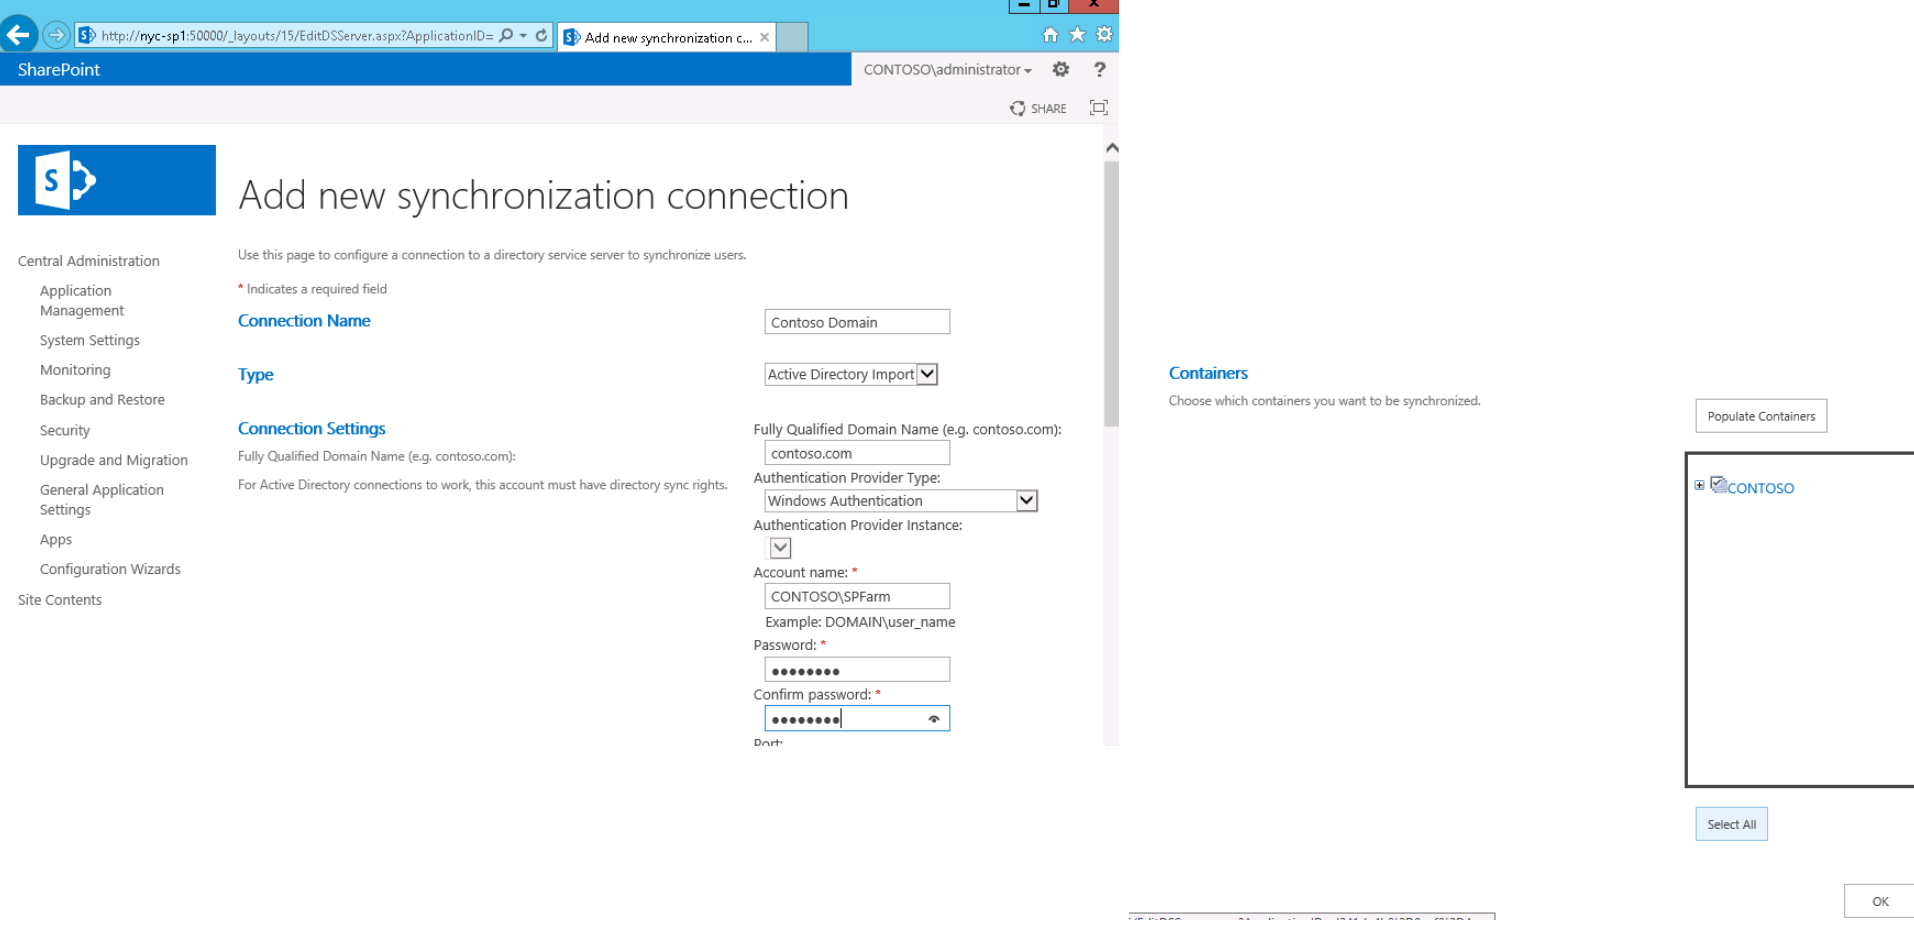 http://nyc-sp1:50000/_layouts/15/EditDSServer.aspx?ApplicationID=
Add new synchronization c...
SharePoint
CONTOSO\administrator
?
SHARE
S
Add new synchronization connection
Central Administration
Application
Management
System Settings
Monitoring
Backup and Restore
Security
Upgrade and Migration
General Application
Settings
Apps
Configuration Wizards
Site Contents
Use this page to configure a connection to a directory service server to synchronize users.
* Indicates a required field
Connection Name
Contoso Domain
Type
Active Directory Import
Connection Settings
Fully Qualified Domain Name (e.g. contoso.com):
For Active Directory connections to work, this account must have directory sync rights.
Fully Qualified Domain Name (e.g. contoso.com):
contoso.com
Authentication Provider Type:
Windows Authentication
Authentication Provider Instance:
Account name: *
CONTOSO\SPFarm
Example: DOMAIN\user_name
Password: *
●●●●●●●●
Confirm password: *
●●●●●●●●
Port:
Containers
Choose which containers you want to be synchronized.
Populate Containers
CONTOSO
Select All
OK